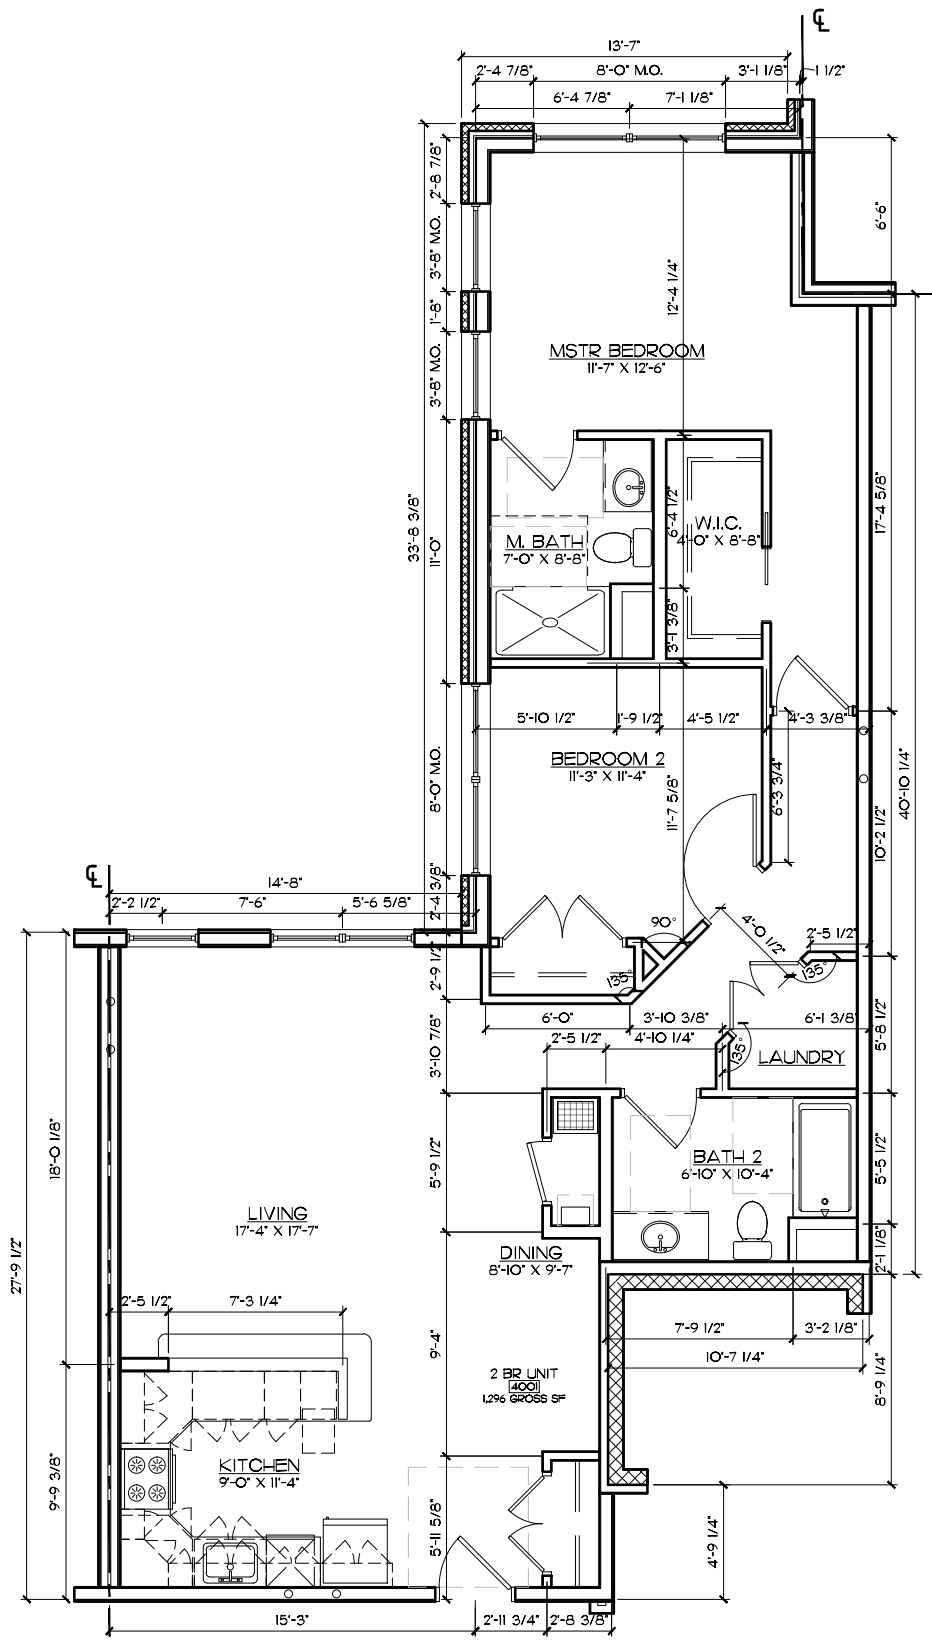 ℄
13'-7"
2'-4 7/8" 8'-0" M.O. 3'-1 1/8" 1 1/2"
6'-4 7/8" 7'-1 1/8"
2'-8 7/8"
3'-8" M.O.
1'-8"
3'-8" M.O.
11'-0"
33'-8 3/8"
8'-0" M.O.
2'-4 3/8"
6'-6"
12'-4 1/4"
MSTR BEDROOM
11'-7" X 12'-6"
17'-4 5/8"
6'-4 1/2"
W.I.C.
4'-0" X 8'-8"
M. BATH
7'-0" X 8'-8"
3'-1 3/8"
5'-10 1/2" 1'-9 1/2" 4'-5 1/2" 4'-3 3/8"
BEDROOM 2
11'-3" X 11'-4"
11'-7 5/8"
6'-3 3/4"
40'-10 1/4"
10'-2 1/2"
℄
14'-8"
2'-2 1/2" 7'-6" 5'-6 5/8"
90°
4'-0 1/2"
2'-5 1/2"
135°
135°
2'-9 1/2"
6'-0" 3'-10 3/8" 6'-1 3/8"
2'-5 1/2" 4'-10 1/4"
135°
LAUNDRY
5'-8 1/2"
3'-10 7/8"
18'-0 1/8"
5'-9 1/2"
BATH 2
6'-10" X 10'-4"
5'-5 1/2"
LIVING
17'-4" X 17'-7"
DINING
8'-10" X 9'-7"
2'-1 1/8"
27'-9 1/2"
2'-5 1/2" 7'-3 1/4"
9'-4"
7'-9 1/2" 3'-2 1/8"
10'-7 1/4"
8'-9 1/4"
2 BR UNIT
4001
1,296 GROSS SF
KITCHEN
9'-0" X 11'-4"
9'-9 3/8"
5'-11 5/8"
4'-9 1/4"
15'-3" 2'-11 3/4" 2'-8 3/8"